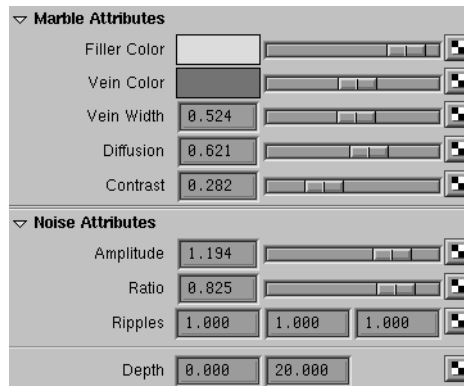 Marble Attributes
Filler Color
Vein Color
Vein Width 0.524
Diffusion 0.621
Contrast 0.282
Noise Attributes
Amplitude 1.194
Ratio 0.825
Ripples 1.000 1.000 1.000
Depth 0.000 20.000